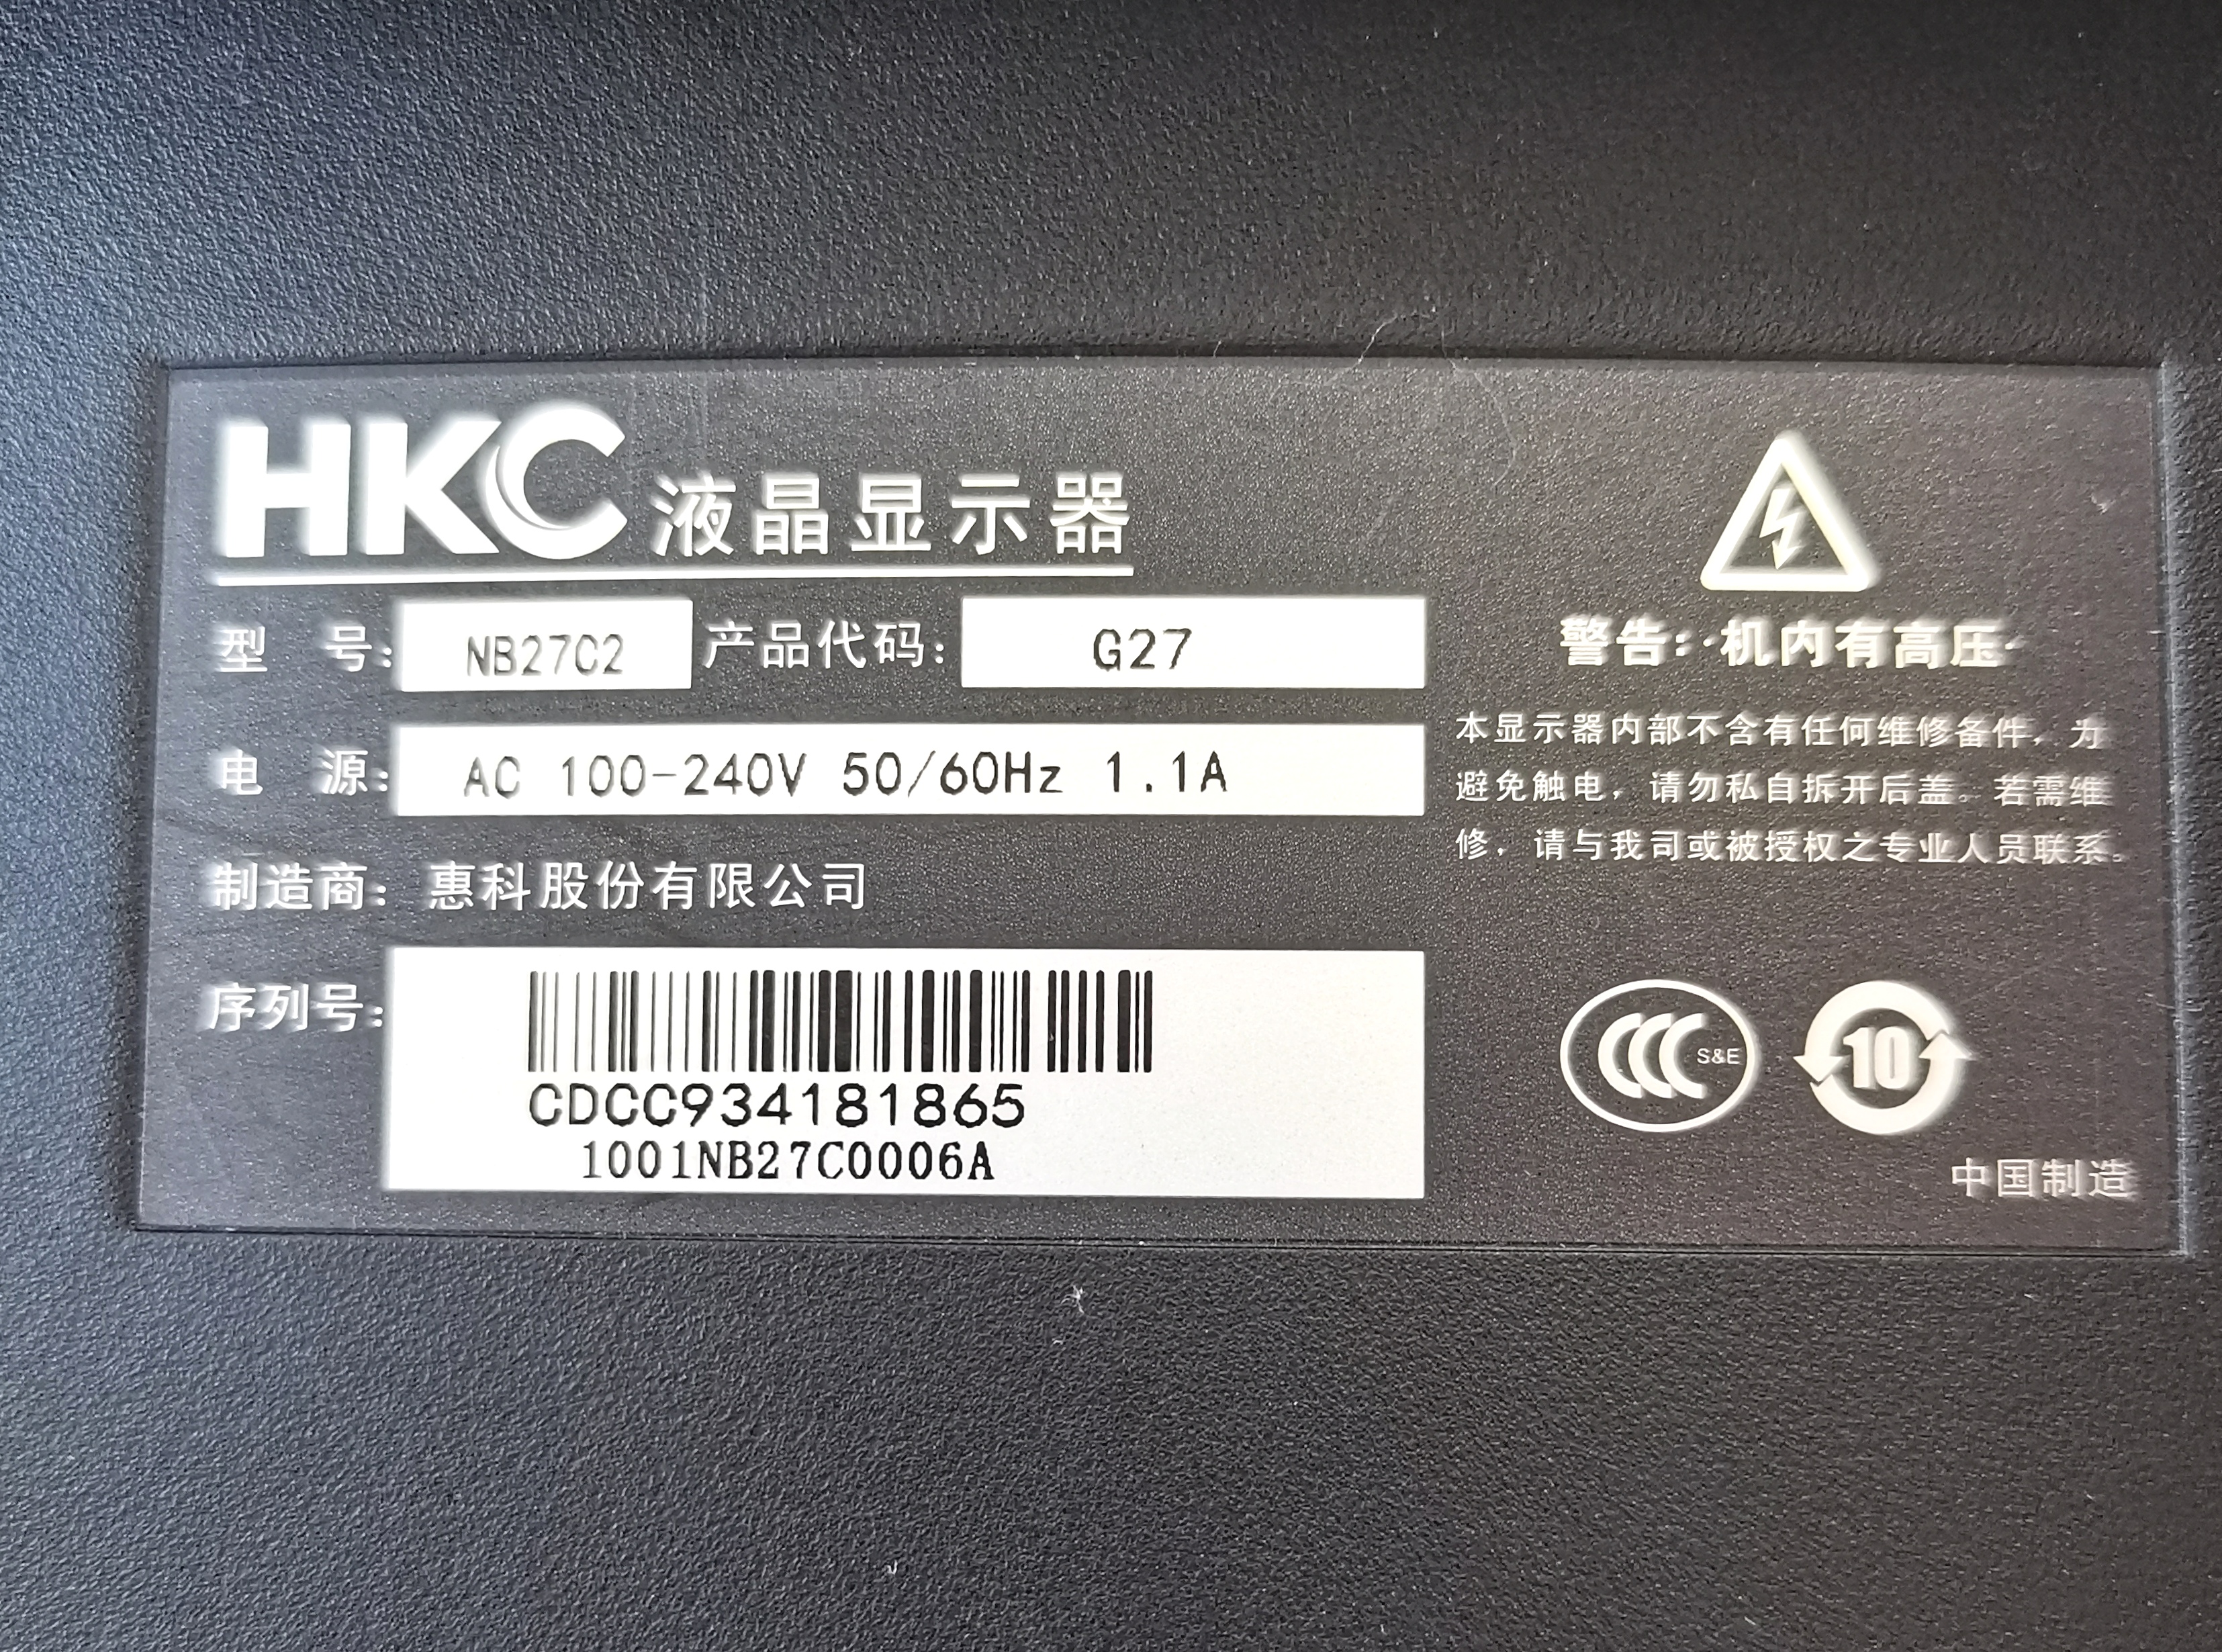 HKC 液晶显示器
型 号: NB27C2 产品代码: G27
电 源: AC 100-240V 50/60Hz 1.1A
制造商: 惠科股份有限公司
序列号:
CDCC934181865
1001NB27C0006A
警告: 机内有高压
本显示器内部不含有任何维修备件，为
避免触电，请勿私自拆开后盖。若需维
修，请与我司或被授权之专业人员联系。
CCC S&E
10
中国制造